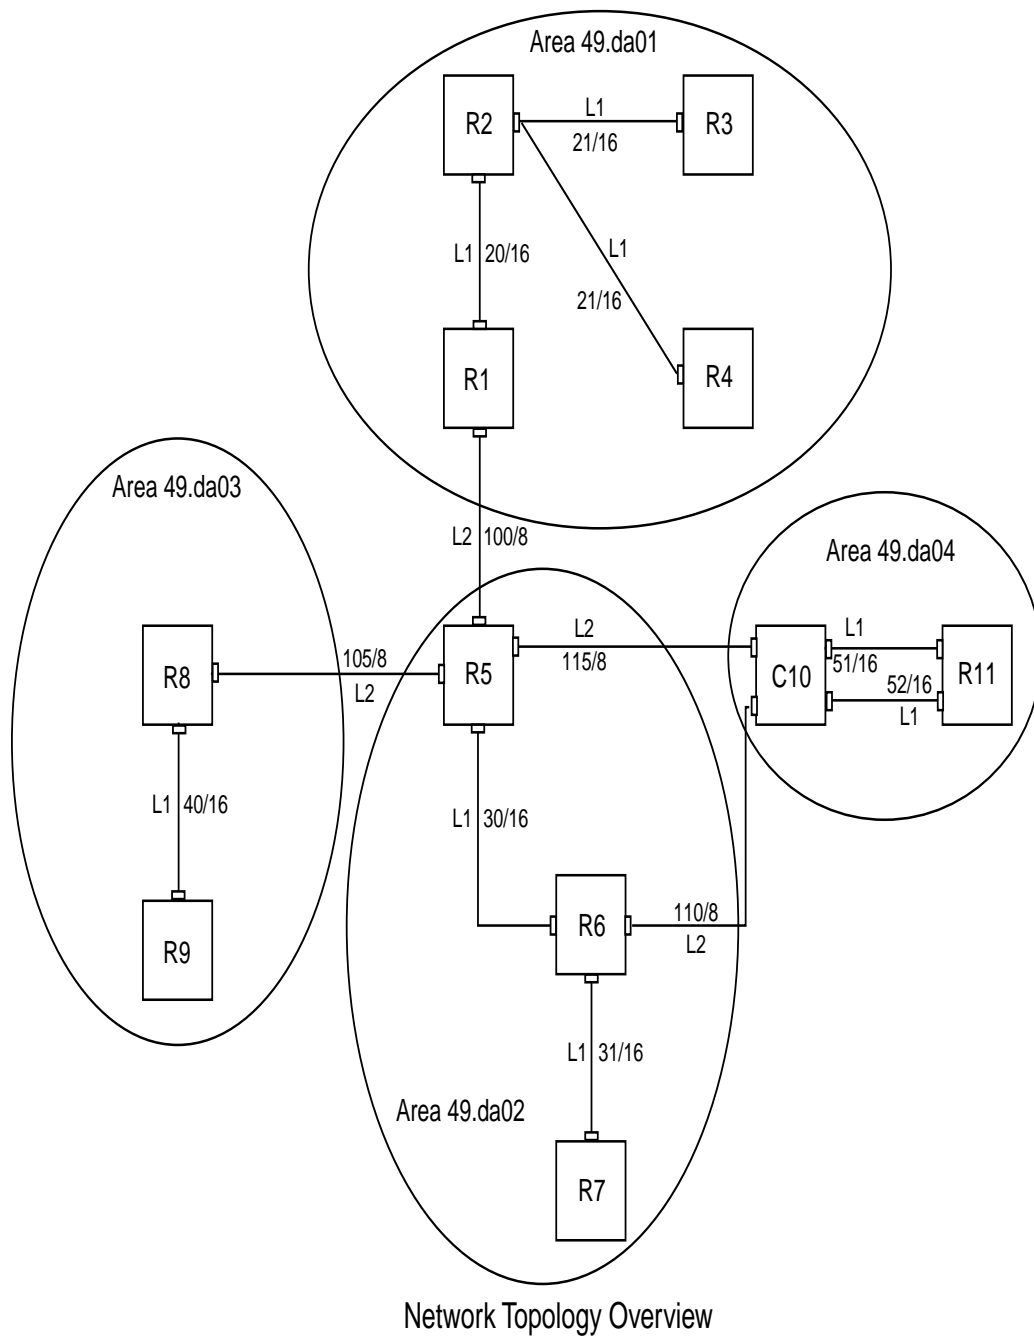 Area 49.da01
R2
L1
R3
21/16
L1
20/16
L1
21/16
R1
R4
Area 49.da03
L2
100/8
Area 49.da04
R8
105/8
L2
R5
L2
115/8
C10
L1
51/16
52/16
L1
R11
L1
40/16
L1
30/16
R9
R6
110/8
L2
L1
31/16
Area 49.da02
R7
Network Topology Overview